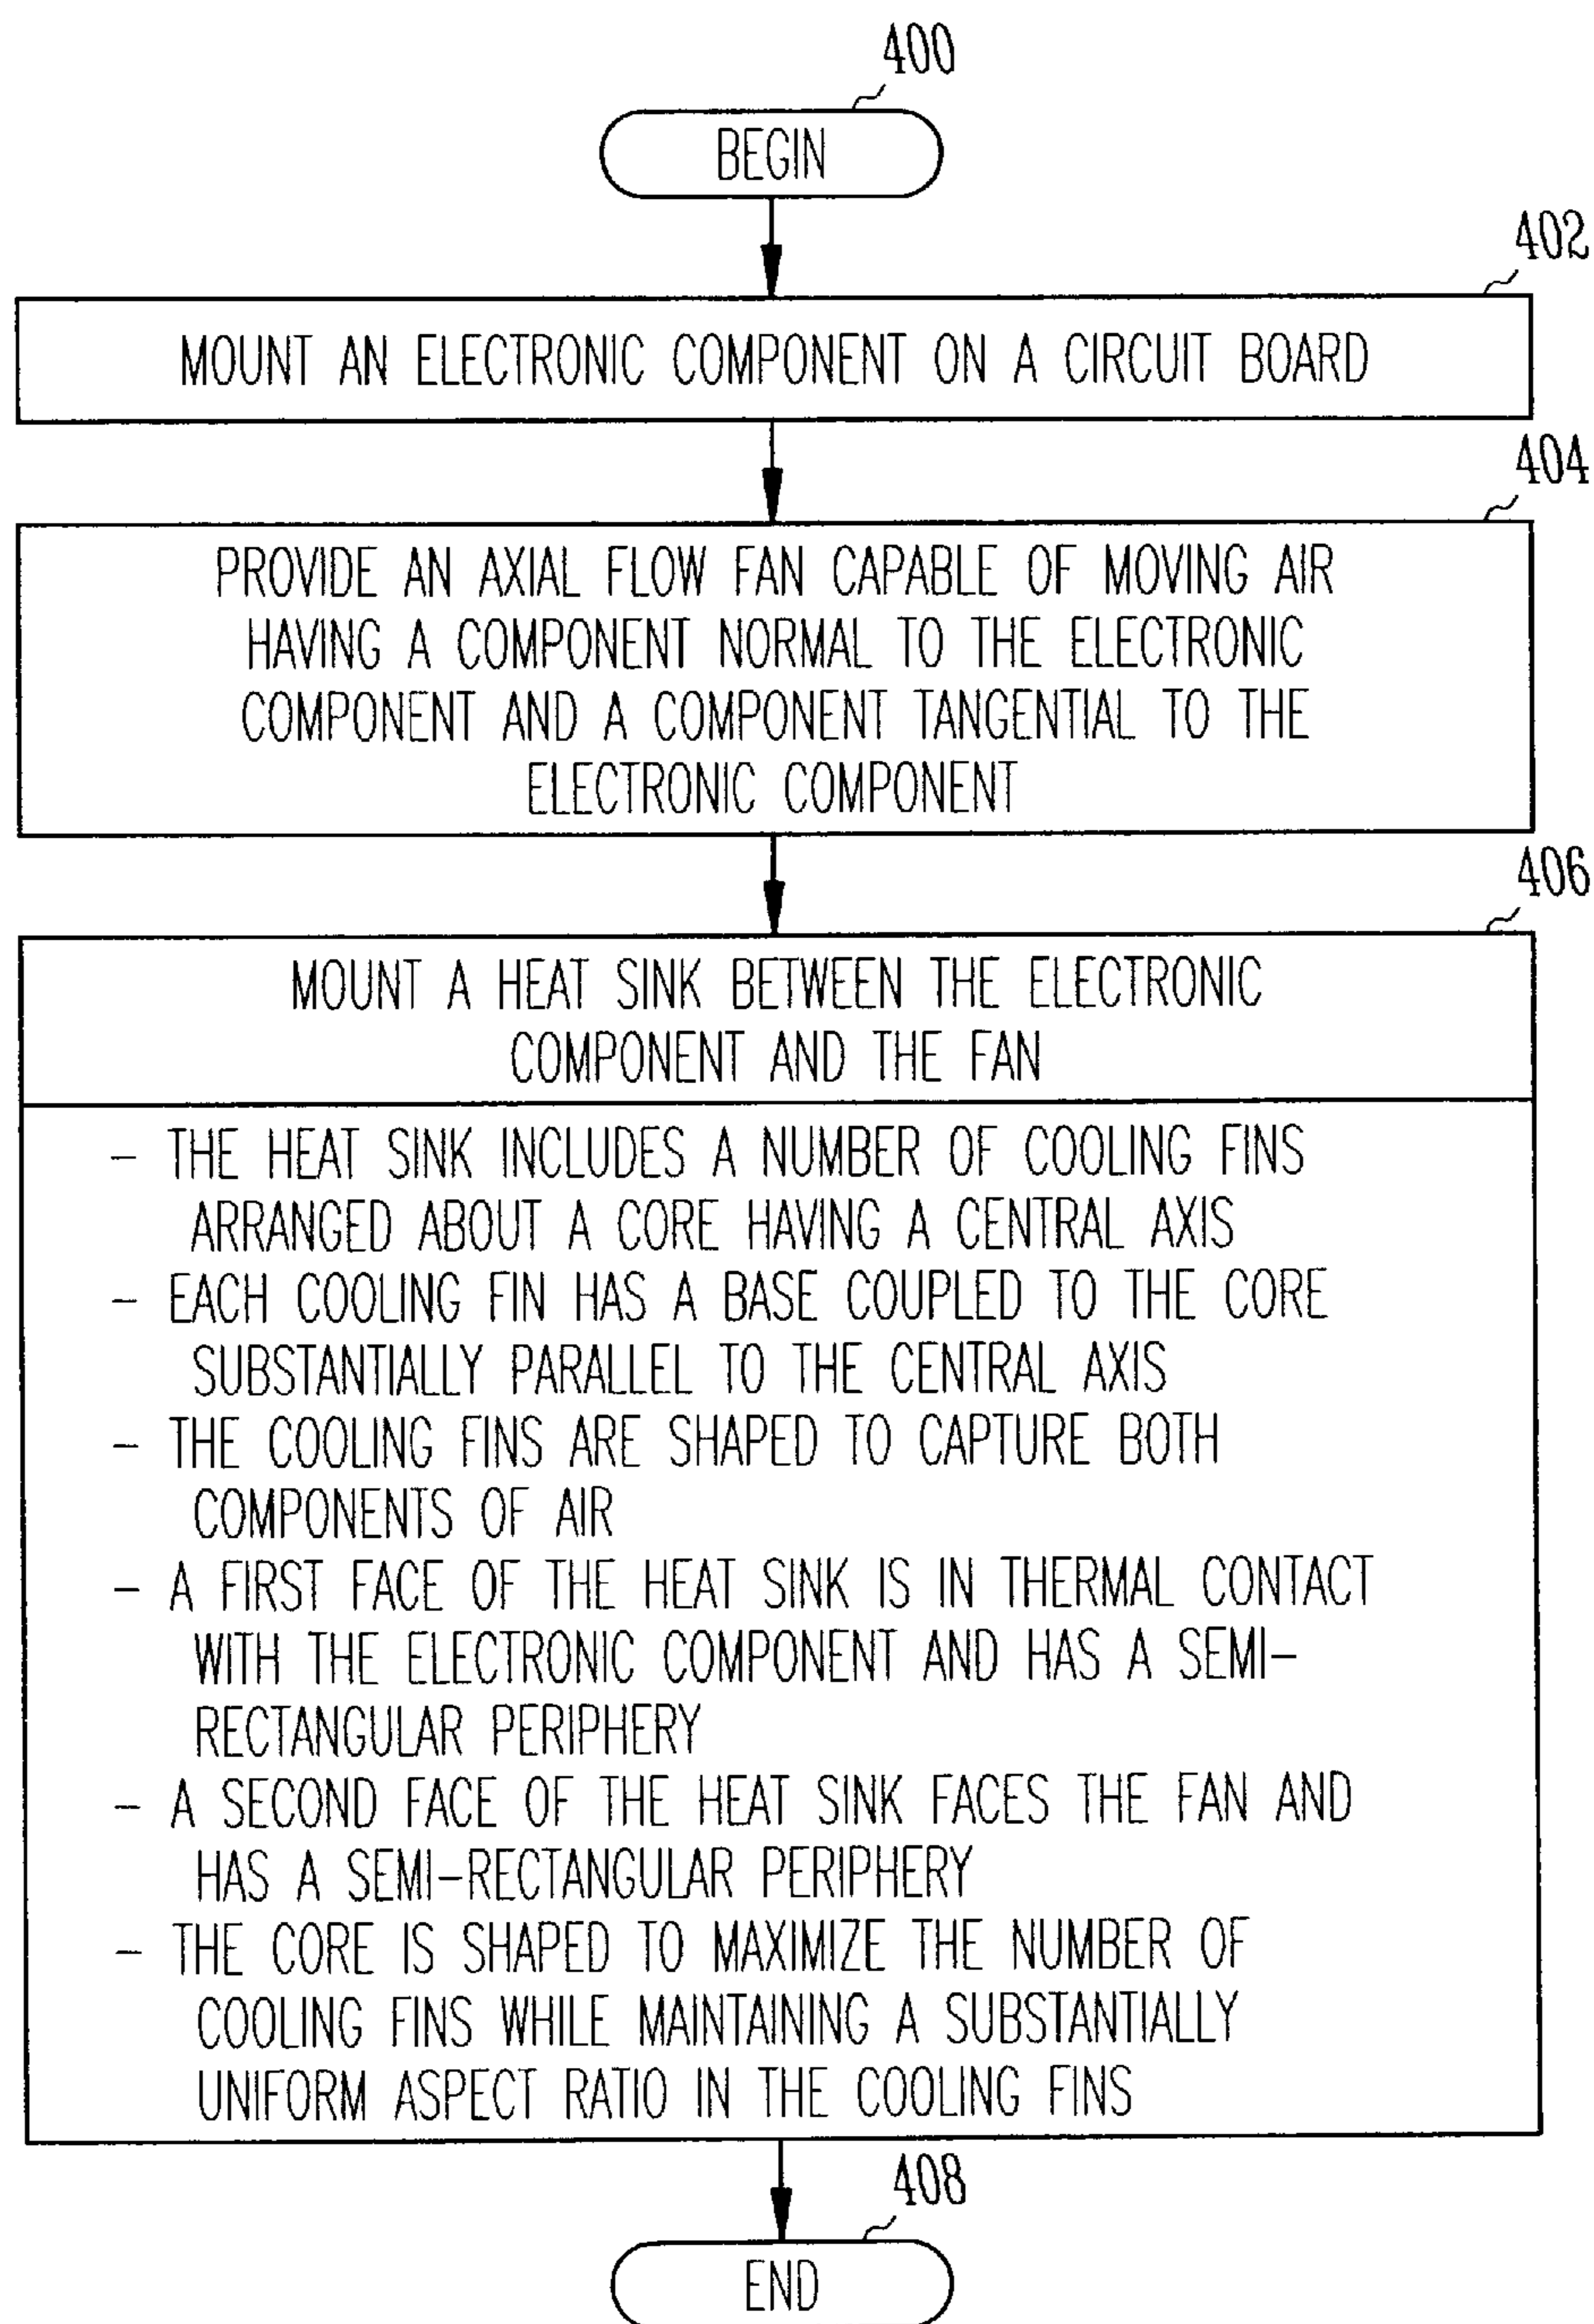 400
BEGIN
402
MOUNT AN ELECTRONIC COMPONENT ON A CIRCUIT BOARD
404
PROVIDE AN AXIAL FLOW FAN CAPABLE OF MOVING AIR
HAVING A COMPONENT NORMAL TO THE ELECTRONIC
COMPONENT AND A COMPONENT TANGENTIAL TO THE
ELECTRONIC COMPONENT
406
MOUNT A HEAT SINK BETWEEN THE ELECTRONIC
COMPONENT AND THE FAN
– THE HEAT SINK INCLUDES A NUMBER OF COOLING FINS
ARRANGED ABOUT A CORE HAVING A CENTRAL AXIS
– EACH COOLING FIN HAS A BASE COUPLED TO THE CORE
SUBSTANTIALLY PARALLEL TO THE CENTRAL AXIS
– THE COOLING FINS ARE SHAPED TO CAPTURE BOTH
COMPONENTS OF AIR
– A FIRST FACE OF THE HEAT SINK IS IN THERMAL CONTACT
WITH THE ELECTRONIC COMPONENT AND HAS A SEMI–
RECTANGULAR PERIPHERY
– A SECOND FACE OF THE HEAT SINK FACES THE FAN AND
HAS A SEMI–RECTANGULAR PERIPHERY
– THE CORE IS SHAPED TO MAXIMIZE THE NUMBER OF
COOLING FINS WHILE MAINTAINING A SUBSTANTIALLY
UNIFORM ASPECT RATIO IN THE COOLING FINS
408
END